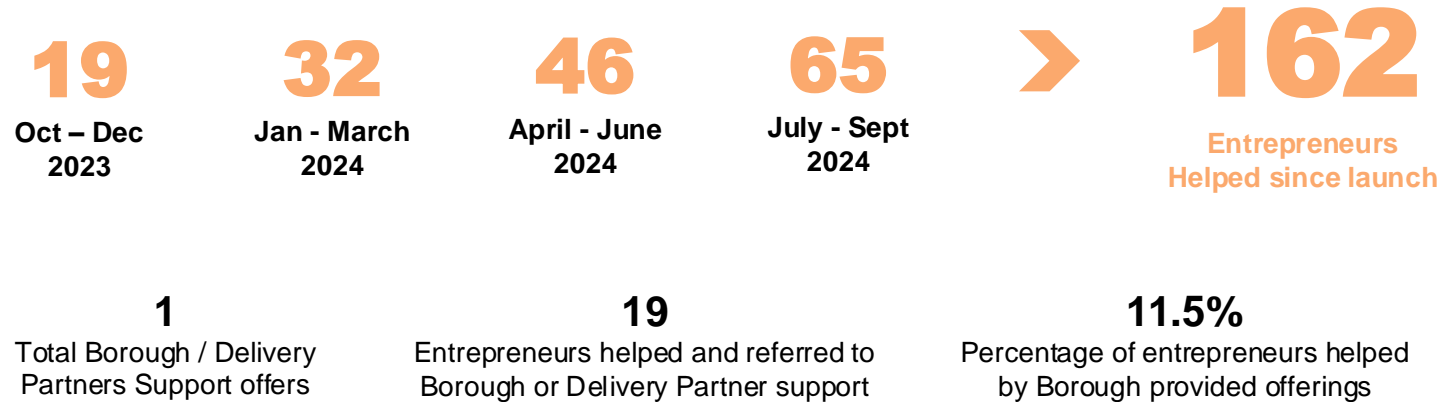 19
Oct – Dec
2023
32
Jan - March
2024
46
April - June
2024
65
July - Sept
2024
162
Entrepreneurs
Helped since launch
1
Total Borough / Delivery
Partners Support offers
19
Entrepreneurs helped and referred to
Borough or Delivery Partner support
11.5%
Percentage of entrepreneurs helped
by Borough provided offerings